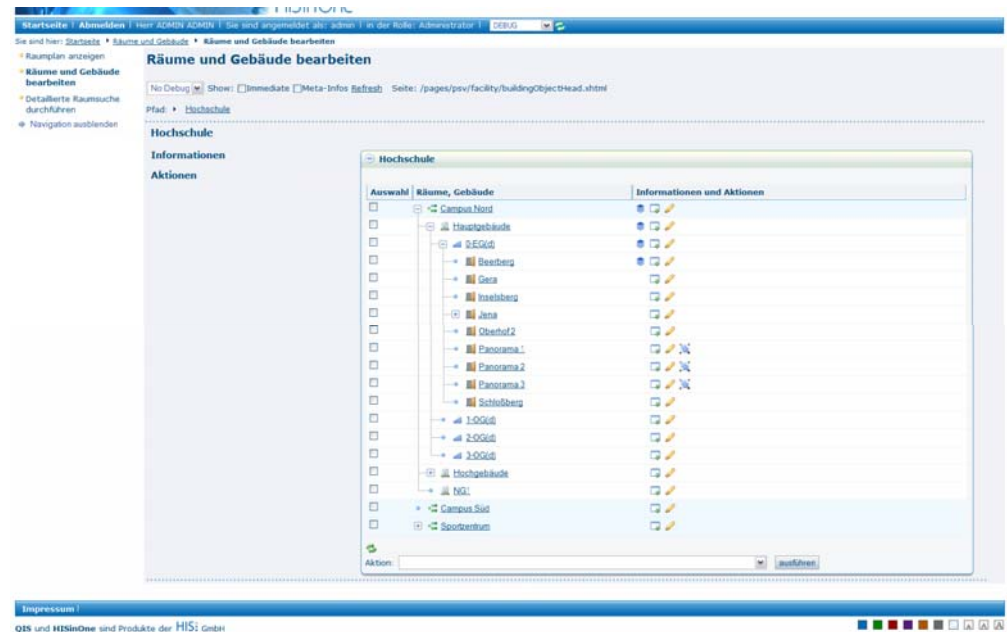 HISinOne
Startseite | Abmelden | Herr ADMIN ADMIN | Sie sind angemeldet als: admin | in der Rolle: Administrator | DEBUG
Sie sind hier: Startseite Räume und Gebäude Räume und Gebäude bearbeiten
Raumplan anzeigen
Räume und Gebäude bearbeiten
Detaillierte Raumsuche durchführen
Navigation ausblenden
Räume und Gebäude bearbeiten
No Debug Show: Immediate Meta-Infos Refresh Seite: /pages/psv/facility/buildingObjectHead.xhtml
Pfad: Hochschule
Hochschule
Informationen
Aktionen
Hochschule
Auswahl Räume, Gebäude Informationen und Aktionen
Campus Nord
Hauptgebäude
0-EG(d)
Beerberg
Gera
Inselsberg
Jena
Oberhof 2
Panorama 1
Panorama 2
Panorama 3
Schloßberg
1-OG(d)
2-OG(d)
3-OG(d)
Hochgebäude
NG1
Campus Süd
Sportzentrum
Aktion: ausführen
Impressum |
QIS und HISinOne sind Produkte der HIS: GmbH
A A A